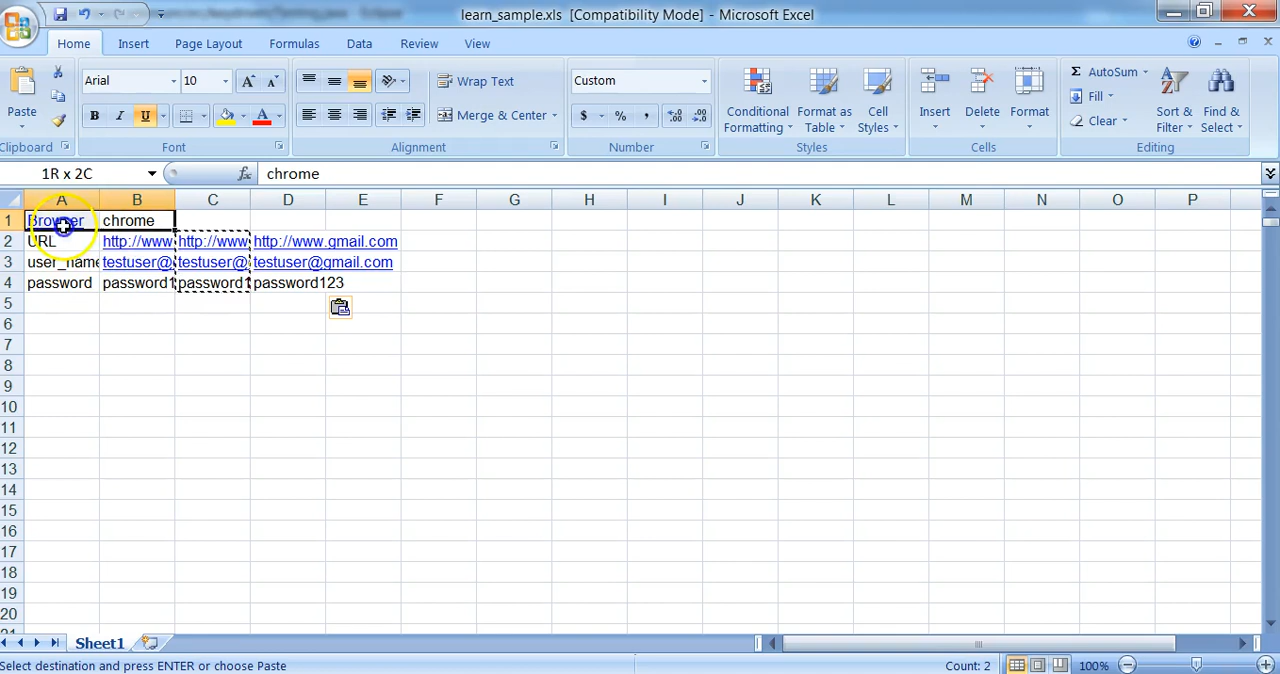 learn_sample.xls [Compatibility Mode] - Microsoft Excel
Home Insert Page Layout Formulas Data Review View
Paste
Clipboard
Arial 10
B I U A
Font
Wrap Text
Merge & Center
Alignment
Custom
$ % ,
Number
Conditional Formatting
Format as Table
Cell Styles
Styles
Insert Delete Format
Cells
Σ AutoSum
Fill
Clear
Sort & Filter
Find & Select
Editing
1R x 2C fx chrome
A B C D E F G H I J K L M N O P
1 Browser chrome
2 URL http://www http://www http://www.gmail.com
3 user_name testuser@ testuser@ testuser@gmail.com
4 password password1 password1 password123
5
6
7
8
9
10
11
12
13
14
15
16
17
18
19
20
Sheet1
Select destination and press ENTER or choose Paste Count: 2 100%